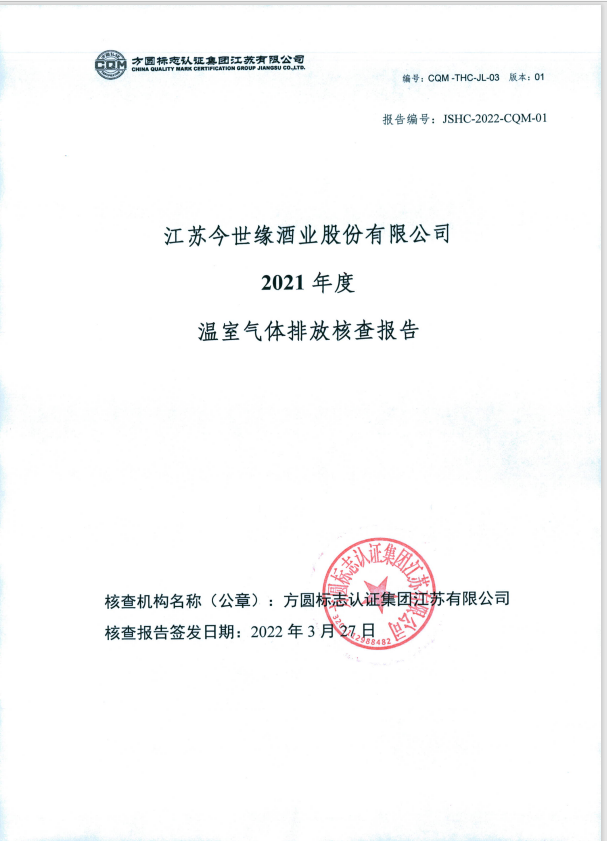 CQM
方圆标志认证集团江苏有限公司
CHINA QUALITY MARK CERTIFICATION GROUP JIANGSU CO.,LTD.
编号：CQM -THC-JL-03 版本：01
报告编号：JSHC-2022-CQM-01
江苏今世缘酒业股份有限公司
2021 年度
温室气体排放核查报告
方圆标志认证集团江苏有限公司
核查机构名称（公章）：方圆标志认证集团江苏有限公司
核查报告签发日期：2022 年 3 月 27 日